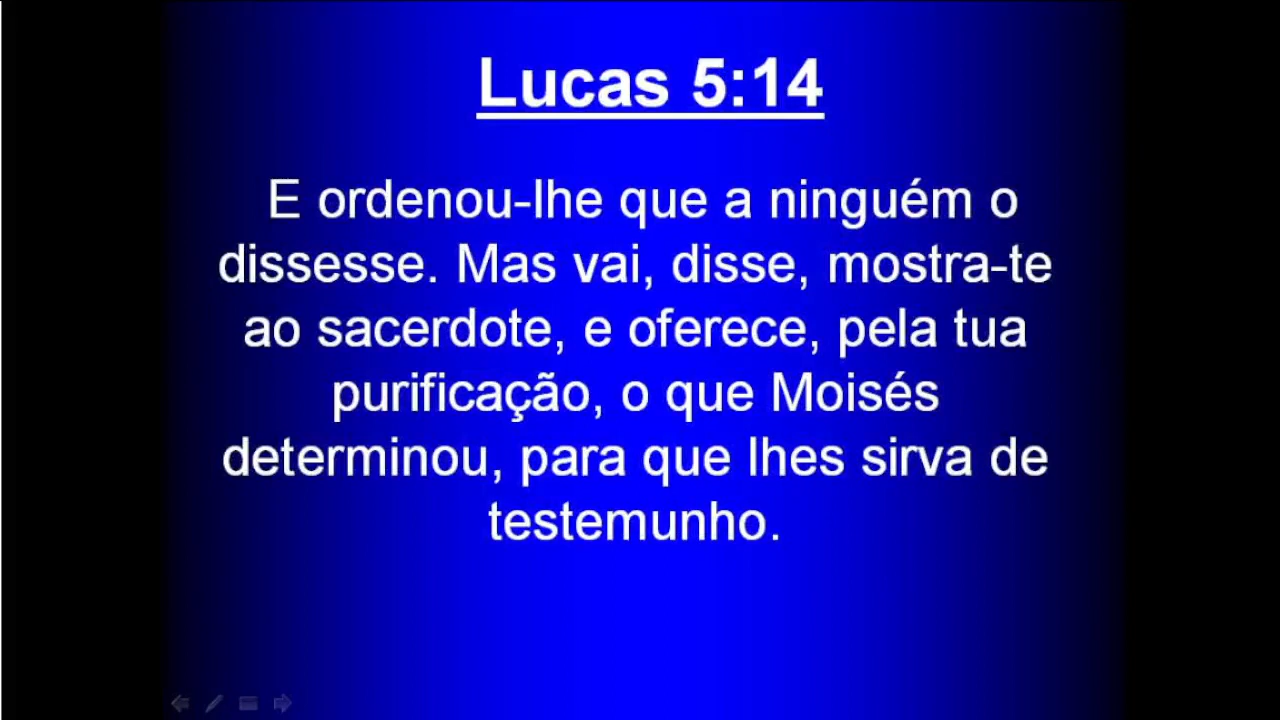 Lucas 5:14
E ordenou-lhe que a ninguém o
dissesse. Mas vai, disse, mostra-te
ao sacerdote, e oferece, pela tua
purificação, o que Moisés
determinou, para que lhes sirva de
testemunho.